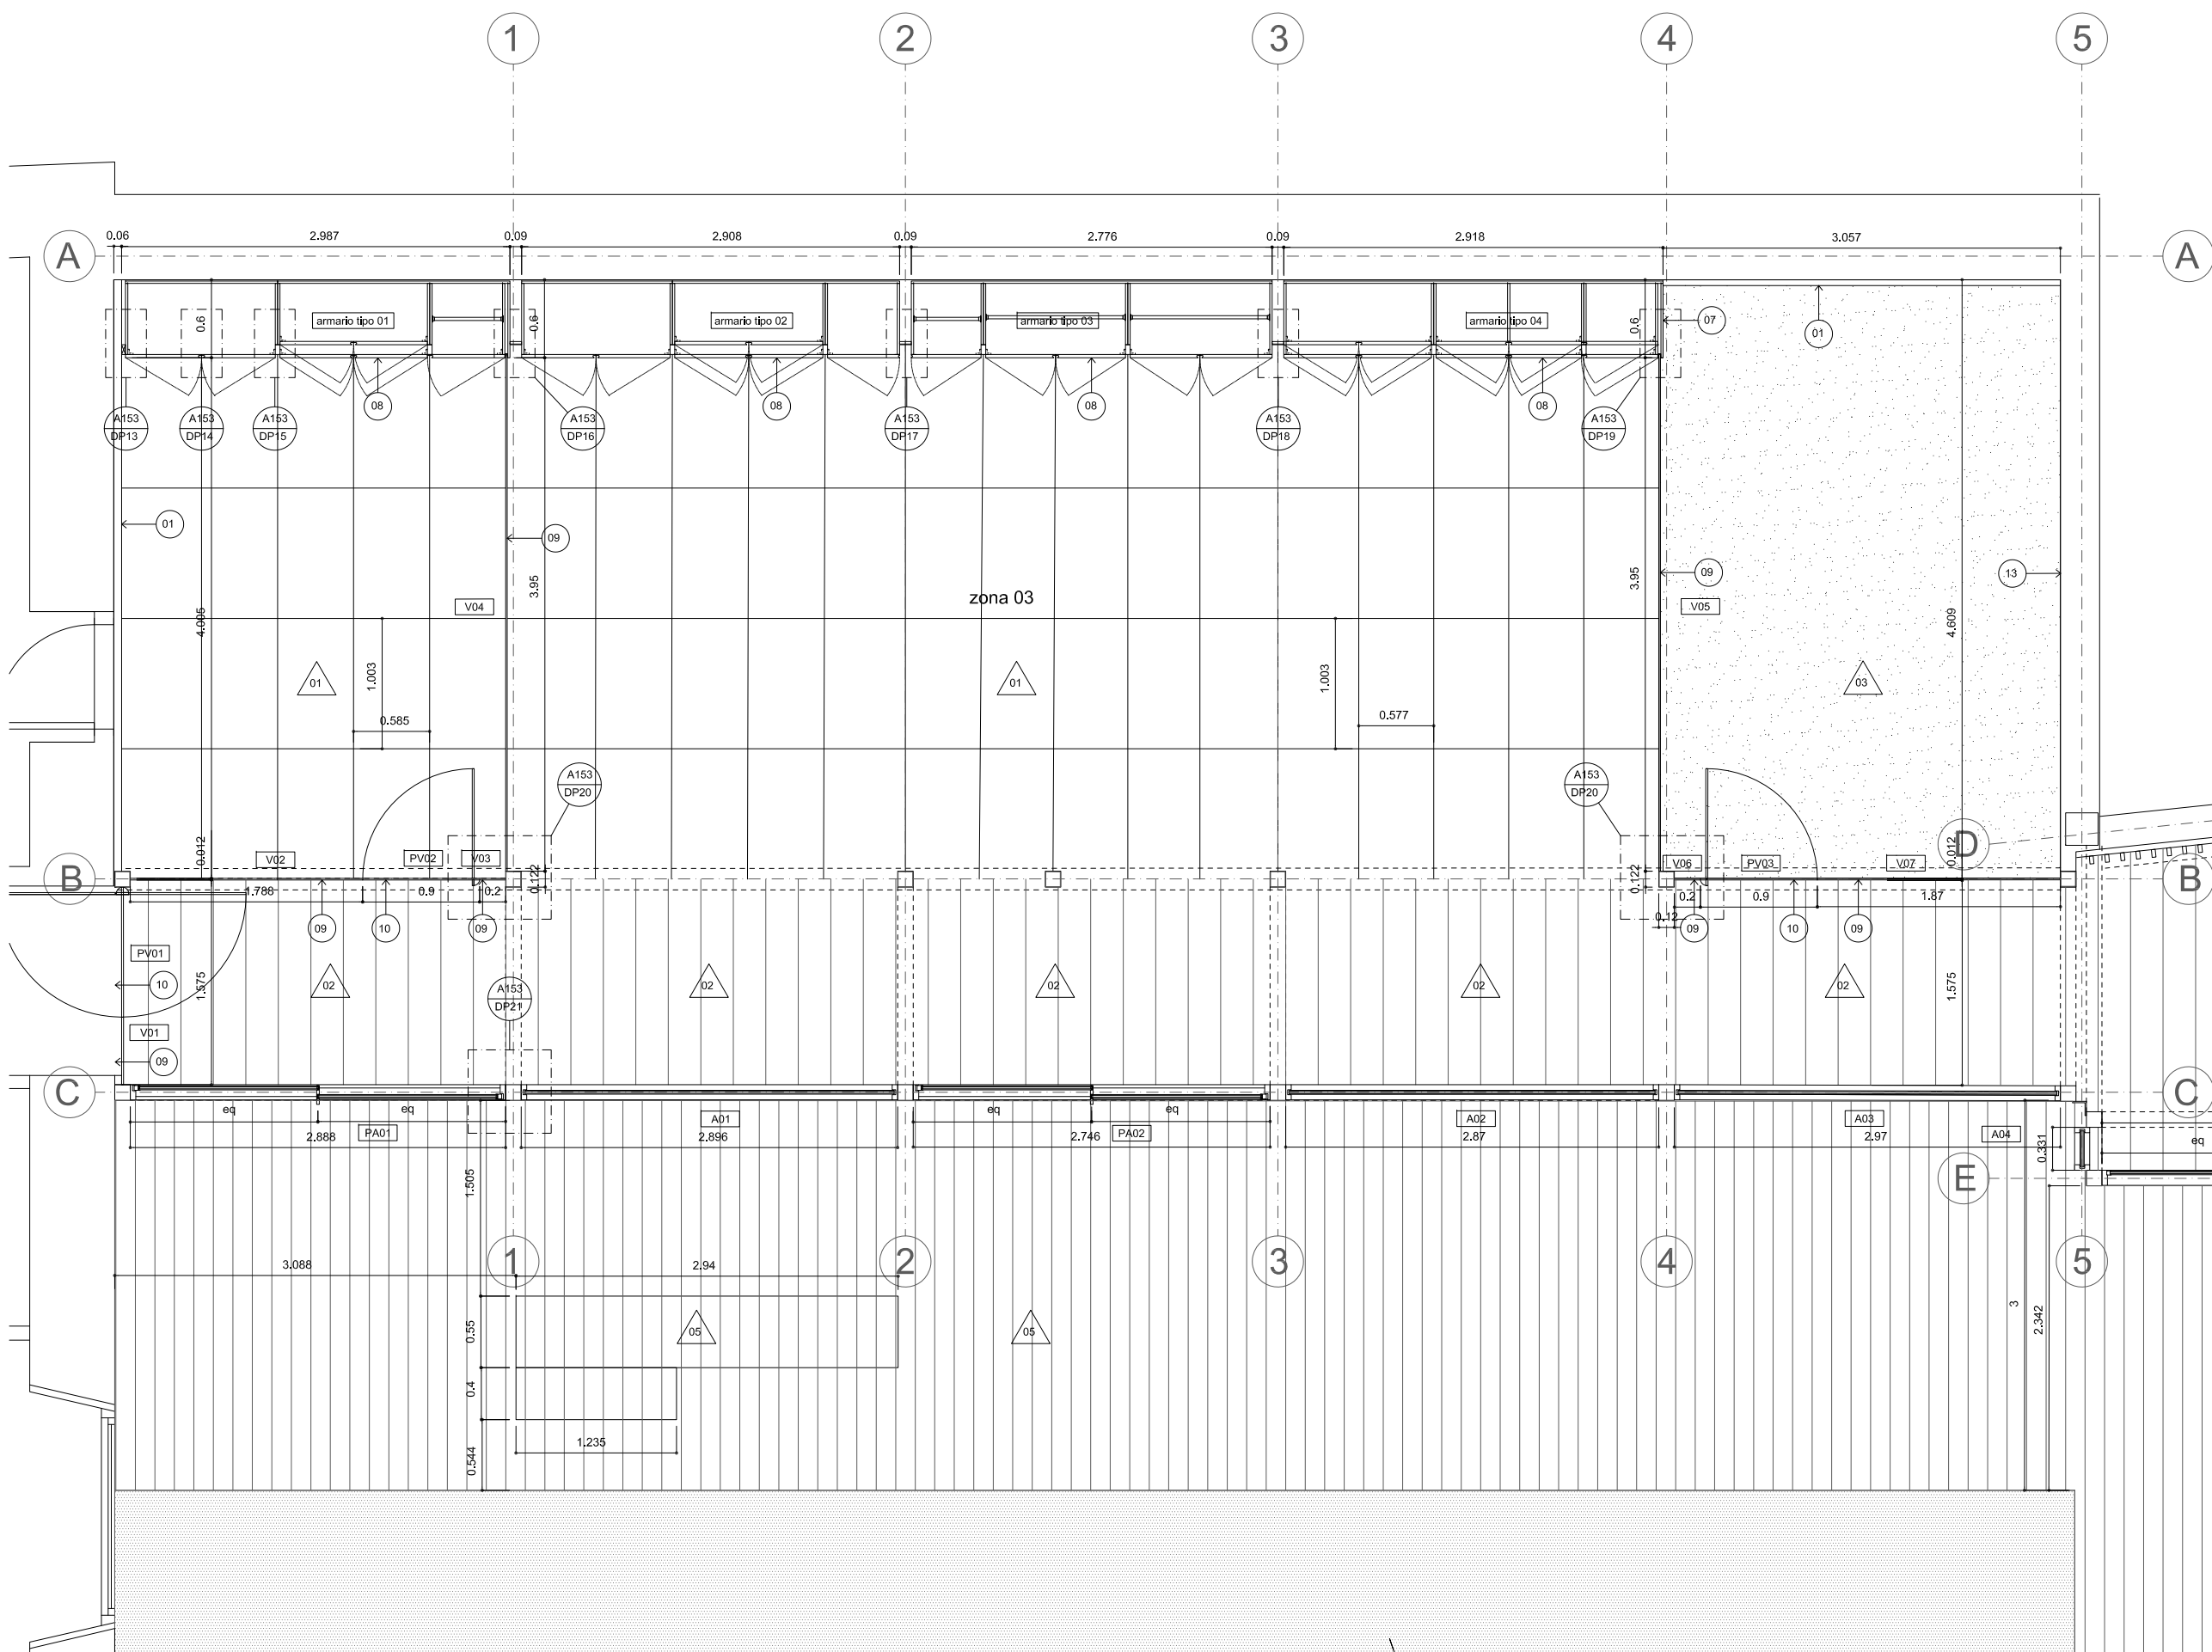 1 2 3 4 5
A A
0.06 2.987 0.09 2.908 0.09 2.776 0.09 2.918 3.057
0.6 armario tipo 01 0.6 armario tipo 02 armario tipo 03 armario tipo 04 0.6 07 01
08 08 08 08
A153 A153 A153 A153 A153 A153 A153
DP13 DP14 DP15 DP16 DP17 DP18 DP19
01 09 09 13
3.95 3.95
V04 zona 03 V05
4.005 4.609
01 1.003 01 1.003 03
0.585 0.577
A153 A153
DP20 DP20
0.012 V02 PV02 V03 0.122 0.122 V06 PV03 V07 0.012 D
B B
1.788 0.9 0.2 0.2 0.9 1.87
0.12
09 10 09 09 10 09
PV01
10 1.575 02 02 02 02 02 1.575
A153
DP21
V01
09
C C
eq eq A01 eq eq A02 A03
2.888 PA01 2.896 2.746 PA02 2.87 2.97 A04
0.331 eq
1.505 E
1 2 3 4 5
3.088 2.94
0.55 05 05 3 2.342
0.4
1.235
0.544